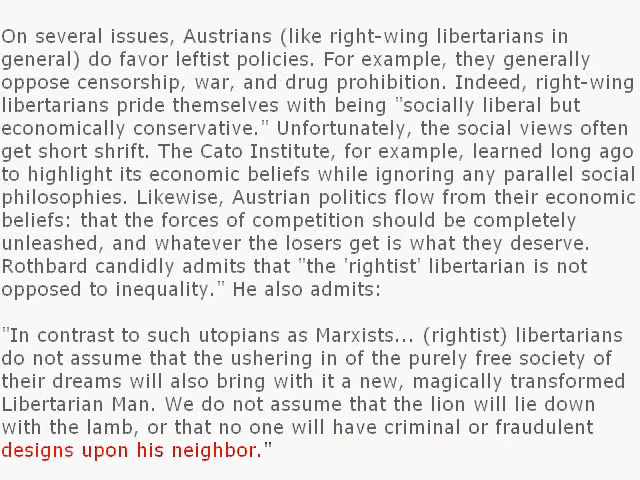 On several issues, Austrians (like right-wing libertarians in
general) do favor leftist policies. For example, they generally
oppose censorship, war, and drug prohibition. Indeed, right-wing
libertarians pride themselves with being "socially liberal but
economically conservative." Unfortunately, the social views often
get short shrift. The Cato Institute, for example, learned long ago
to highlight its economic beliefs while ignoring any parallel social
philosophies. Likewise, Austrian politics flow from their economic
beliefs: that the forces of competition should be completely
unleashed, and whatever the losers get is what they deserve.
Rothbard candidly admits that "the 'rightist' libertarian is not
opposed to inequality." He also admits:

"In contrast to such utopians as Marxists... (rightist) libertarians
do not assume that the ushering in of the purely free society of
their dreams will also bring with it a new, magically transformed
Libertarian Man. We do not assume that the lion will lie down
with the lamb, or that no one will have criminal or fraudulent
designs upon his neighbor."